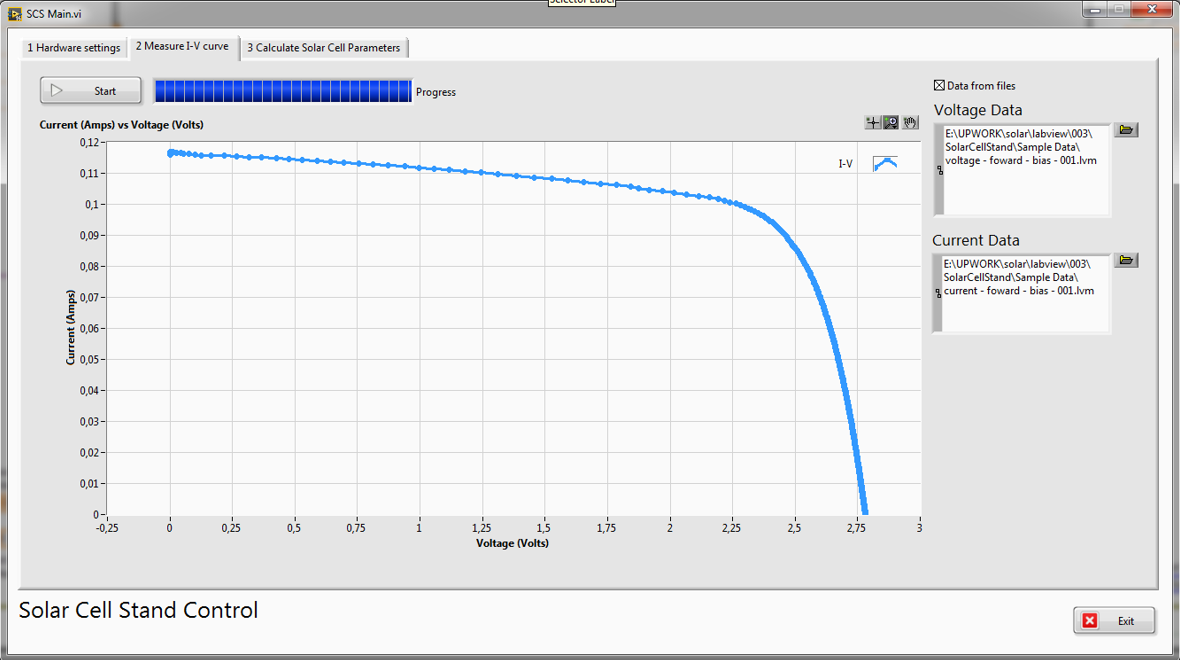 Selector Label
SCS Main.vi
1 Hardware settings
2 Measure I-V curve
3 Calculate Solar Cell Parameters
Start
Progress
Data from files
Voltage Data
E:\UPWORK\solar\labview\003\
SolarCellStand\Sample Data\
voltage - foward - bias - 001.lvm
Current Data
E:\UPWORK\solar\labview\003\
SolarCellStand\Sample Data\
current - foward - bias - 001.lvm
Current (Amps) vs Voltage (Volts)
I-V
Current (Amps)
0,12
0,11
0,1
0,09
0,08
0,07
0,06
0,05
0,04
0,03
0,02
0,01
0
-0,25 0 0,25 0,5 0,75 1 1,25 1,5 1,75 2 2,25 2,5 2,75 3
Voltage (Volts)
Solar Cell Stand Control
Exit